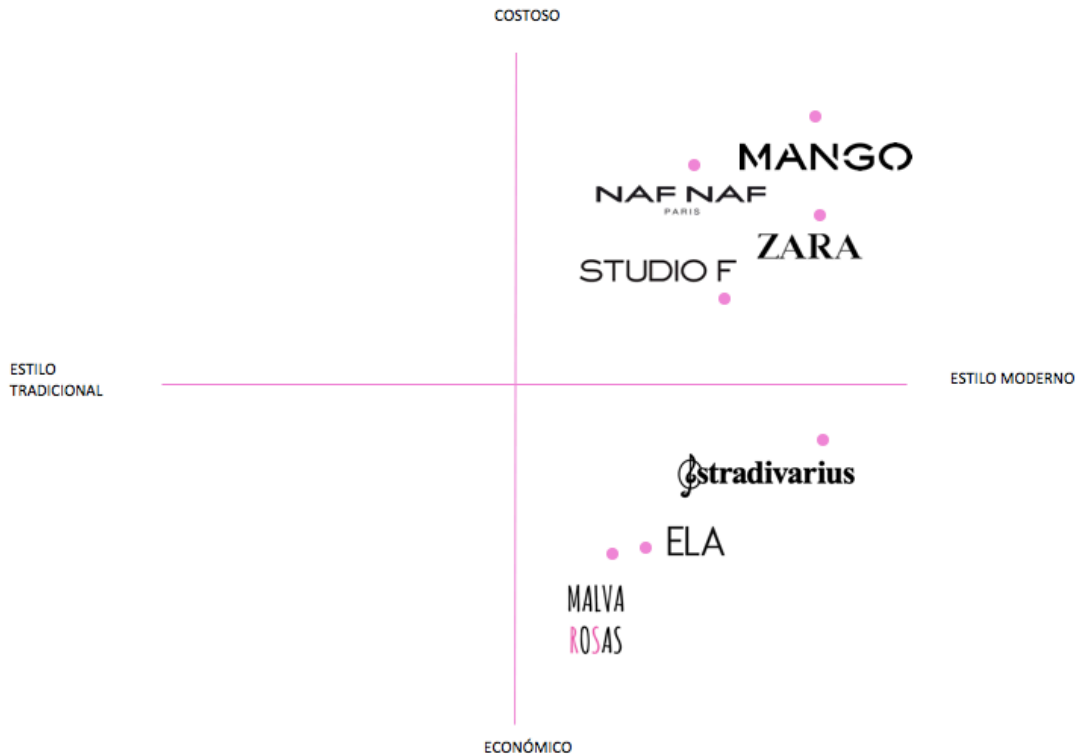 COSTOSO
MANGO
NAF NAF
PARIS
ZARA
STUDIO F
ESTILO
TRADICIONAL
ESTILO MODERNO
stradivarius
ELA
MALVA
ROSAS
ECONÓMICO